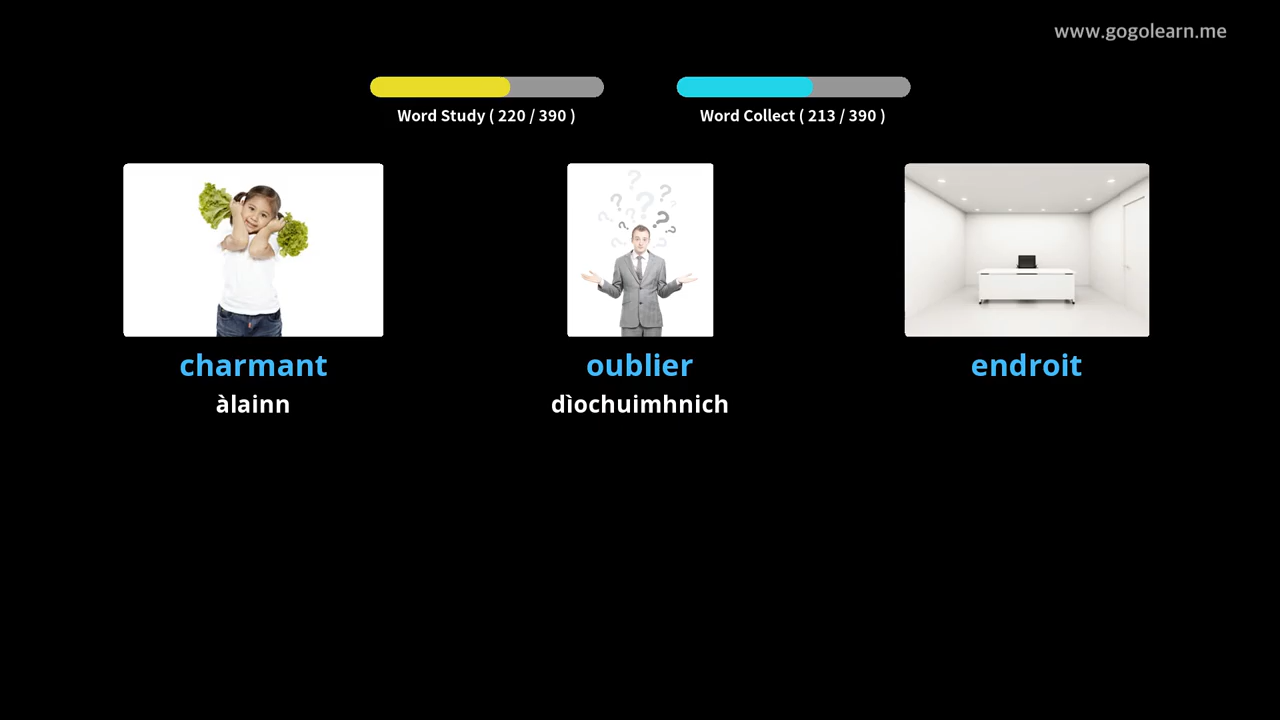 www.gogolearn.me
Word Study ( 220 / 390 )
Word Collect ( 213 / 390 )
charmant
oublier
endroit
àlainn
dìochuimhnich